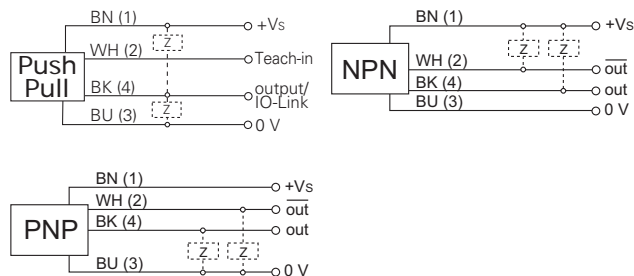 BN (1)
+Vs
Z
WH (2)
Teach-in
Push
Pull
BK (4)
output/
IO-Link
Z
BU (3)
0 V
BN (1)
+Vs
Z
Z
NPN
WH (2)
out
BK (4)
out
BU (3)
0 V
BN (1)
+Vs
WH (2)
out
PNP
BK (4)
out
Z
Z
BU (3)
0 V